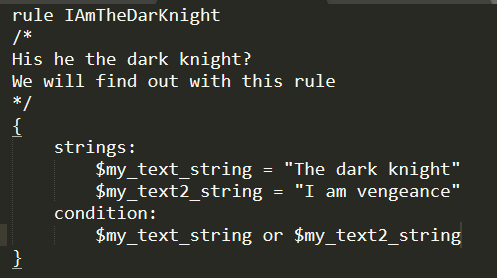 rule IAmTheDarKnight
/*
His he the dark knight?
We will find out with this rule
*/
{
strings:
$my_text_string = "The dark knight"
$my_text2_string = "I am vengeance"
condition:
$my_text_string or $my_text2_string
}